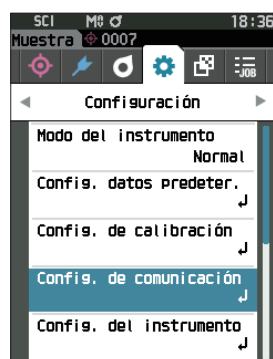 SCI M⁰ ♂ 18:36
Muestra 0007
JOB
Configuración
Modo del instrumento
Normal
Config. datos predeter.
Config. de calibración
Config. de comunicación
Config. del instrumento